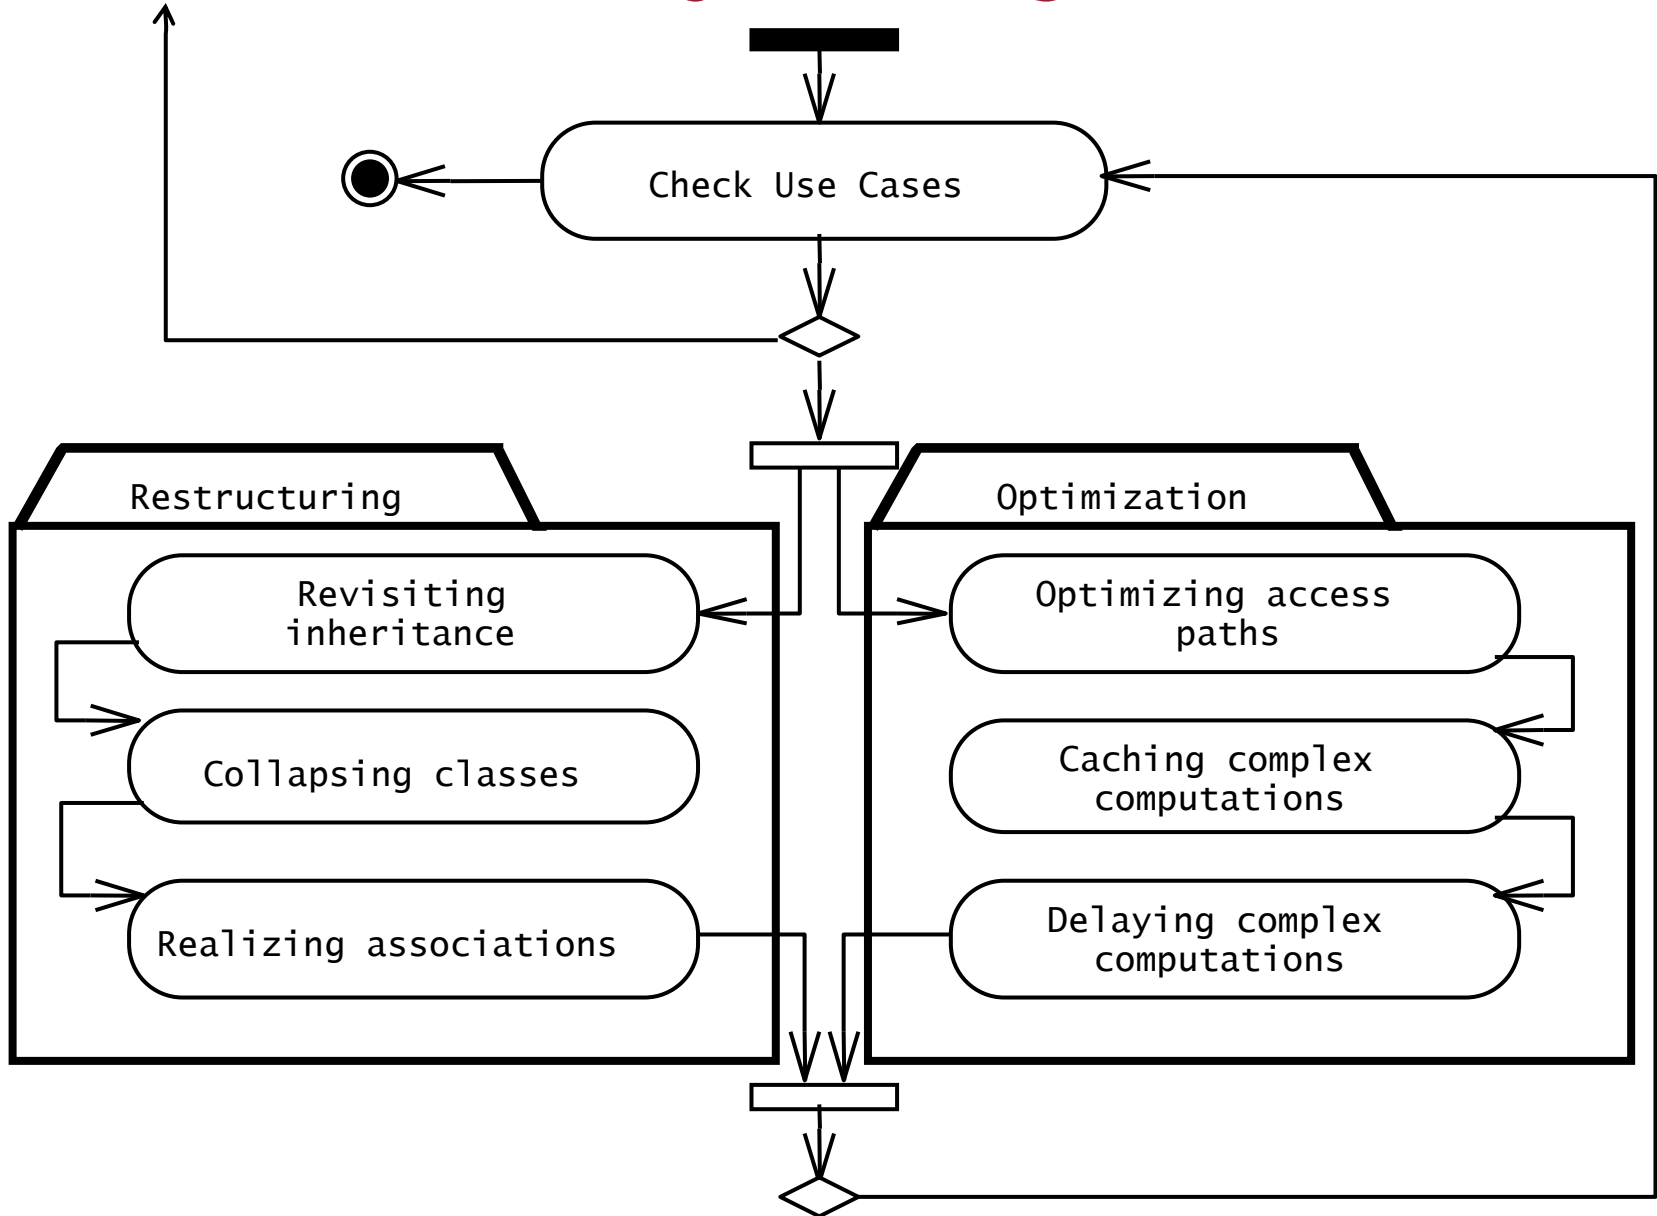 Check Use Cases
Restructuring
Optimization
Revisiting
inheritance
Optimizing access
paths
Collapsing classes
Caching complex
computations
Realizing associations
Delaying complex
computations